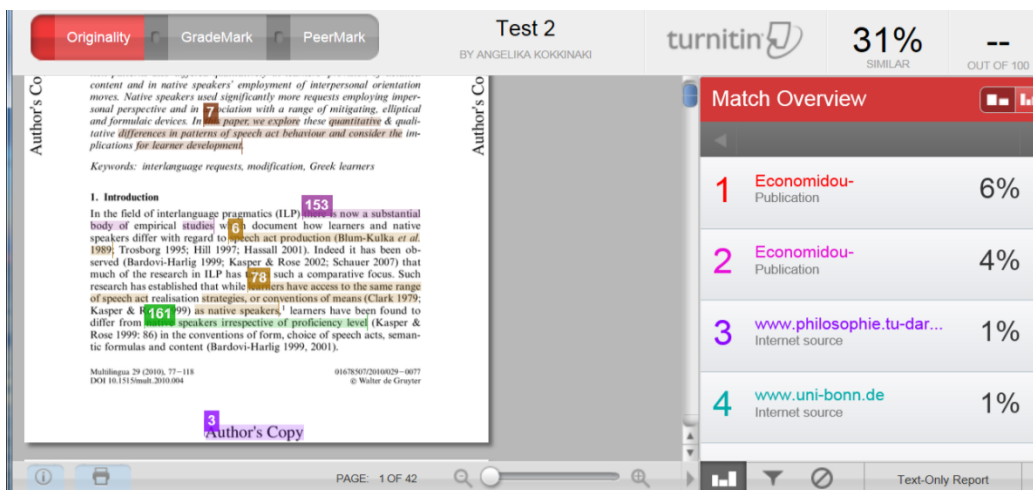 Originality
GradeMark
PeerMark
Test 2
BY ANGELIKA KOKKINAKI
turnitin
31%
SIMILAR
--
OUT OF 100
Author's Co
Author's Co
content and in native speakers' employment of interpersonal orientation
moves. Native speakers used significantly more requests employing imper-
sonal perspective and in 7 ociation with a range of mitigating, elliptical
and formulaic devices. In this paper, we explore these quantitative & quali-
tative differences in patterns of speech act behaviour and consider the im-
plications for learner development.
Keywords: interlanguage requests, modification, Greek learners
1. Introduction
153
In the field of interlanguage pragmatics (ILP) there is now a substantial
body of empirical studies 6 document how learners and native
speakers differ with regard to speech act production (Blum-Kulka et al.
1989; Trosborg 1995; Hill 1997; Hassall 2001). Indeed it has been ob-
served (Bardovi-Harlig 1999; Kasper & Rose 2002; Schauer 2007) that
much of the research in ILP has 78 such a comparative focus. Such
research has established that while learners have access to the same range
of speech act realisation strategies, or conventions of means (Clark 1979;
Kasper & R 161 99) as native speakers,¹ learners have been found to
differ from native speakers irrespective of proficiency level (Kasper &
Rose 1999: 86) in the conventions of form, choice of speech acts, seman-
tic formulas and content (Bardovi-Harlig 1999, 2001).
Multilingua 29 (2010), 77–118
01678507/2010/029–0077
DOI 10.1515/mult.2010.004
© Walter de Gruyter
3
Author's Copy
PAGE: 1 OF 42
Match Overview
1
Economidou-
Publication
6%
2
Economidou-
Publication
4%
3
www.philosophie.tu-dar...
Internet source
1%
4
www.uni-bonn.de
Internet source
1%
Text-Only Report